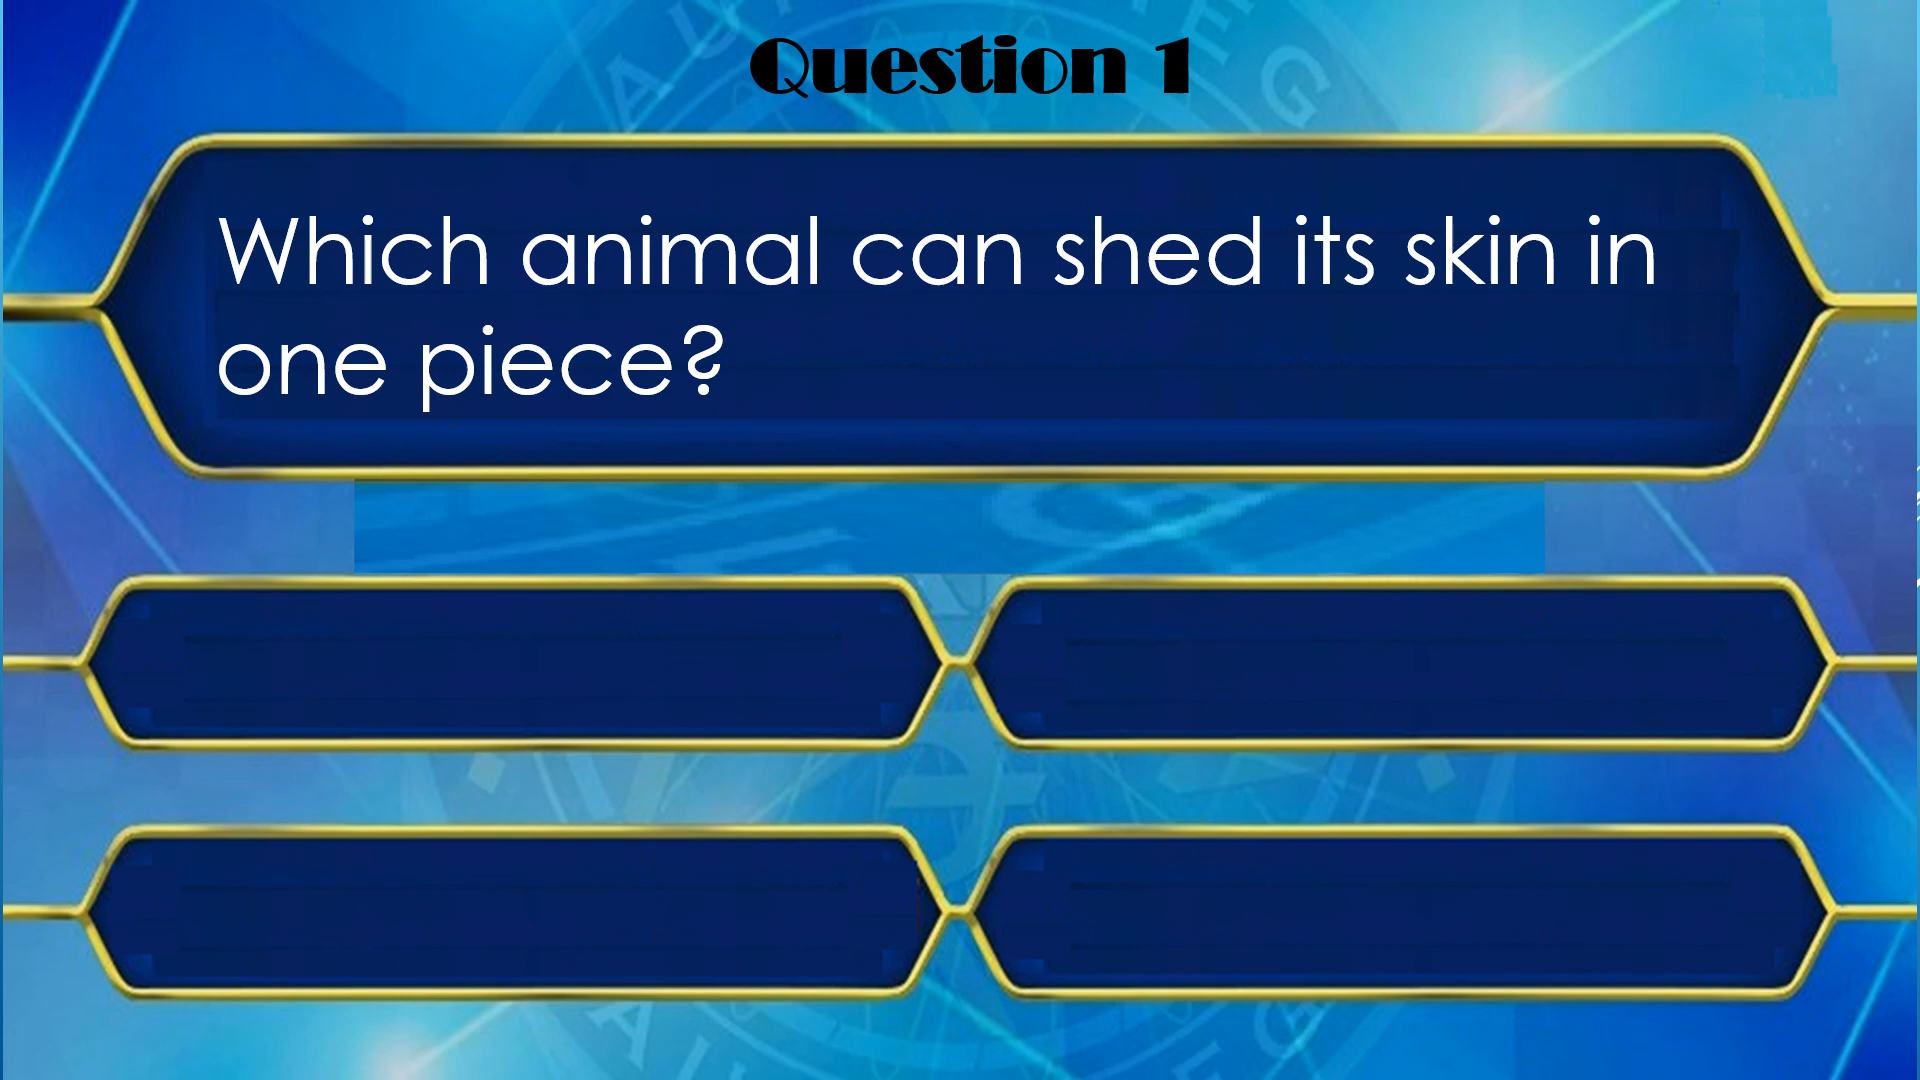 Question 1
Which animal can shed its skin in
one piece?